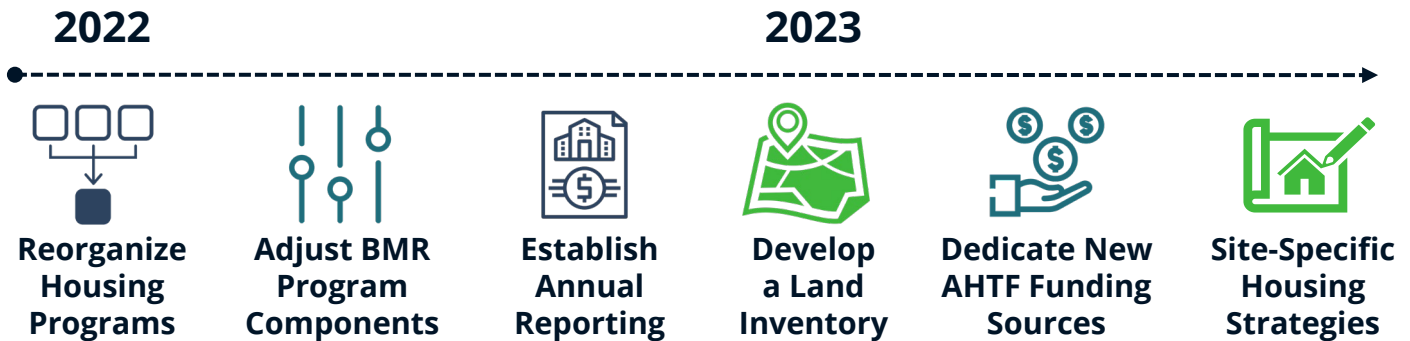 2022
2023
$
$
$
$
Reorganize
Housing
Programs
Adjust BMR
Program
Components
Establish
Annual
Reporting
Develop
a Land
Inventory
Dedicate New
AHTF Funding
Sources
Site-Specific
Housing
Strategies